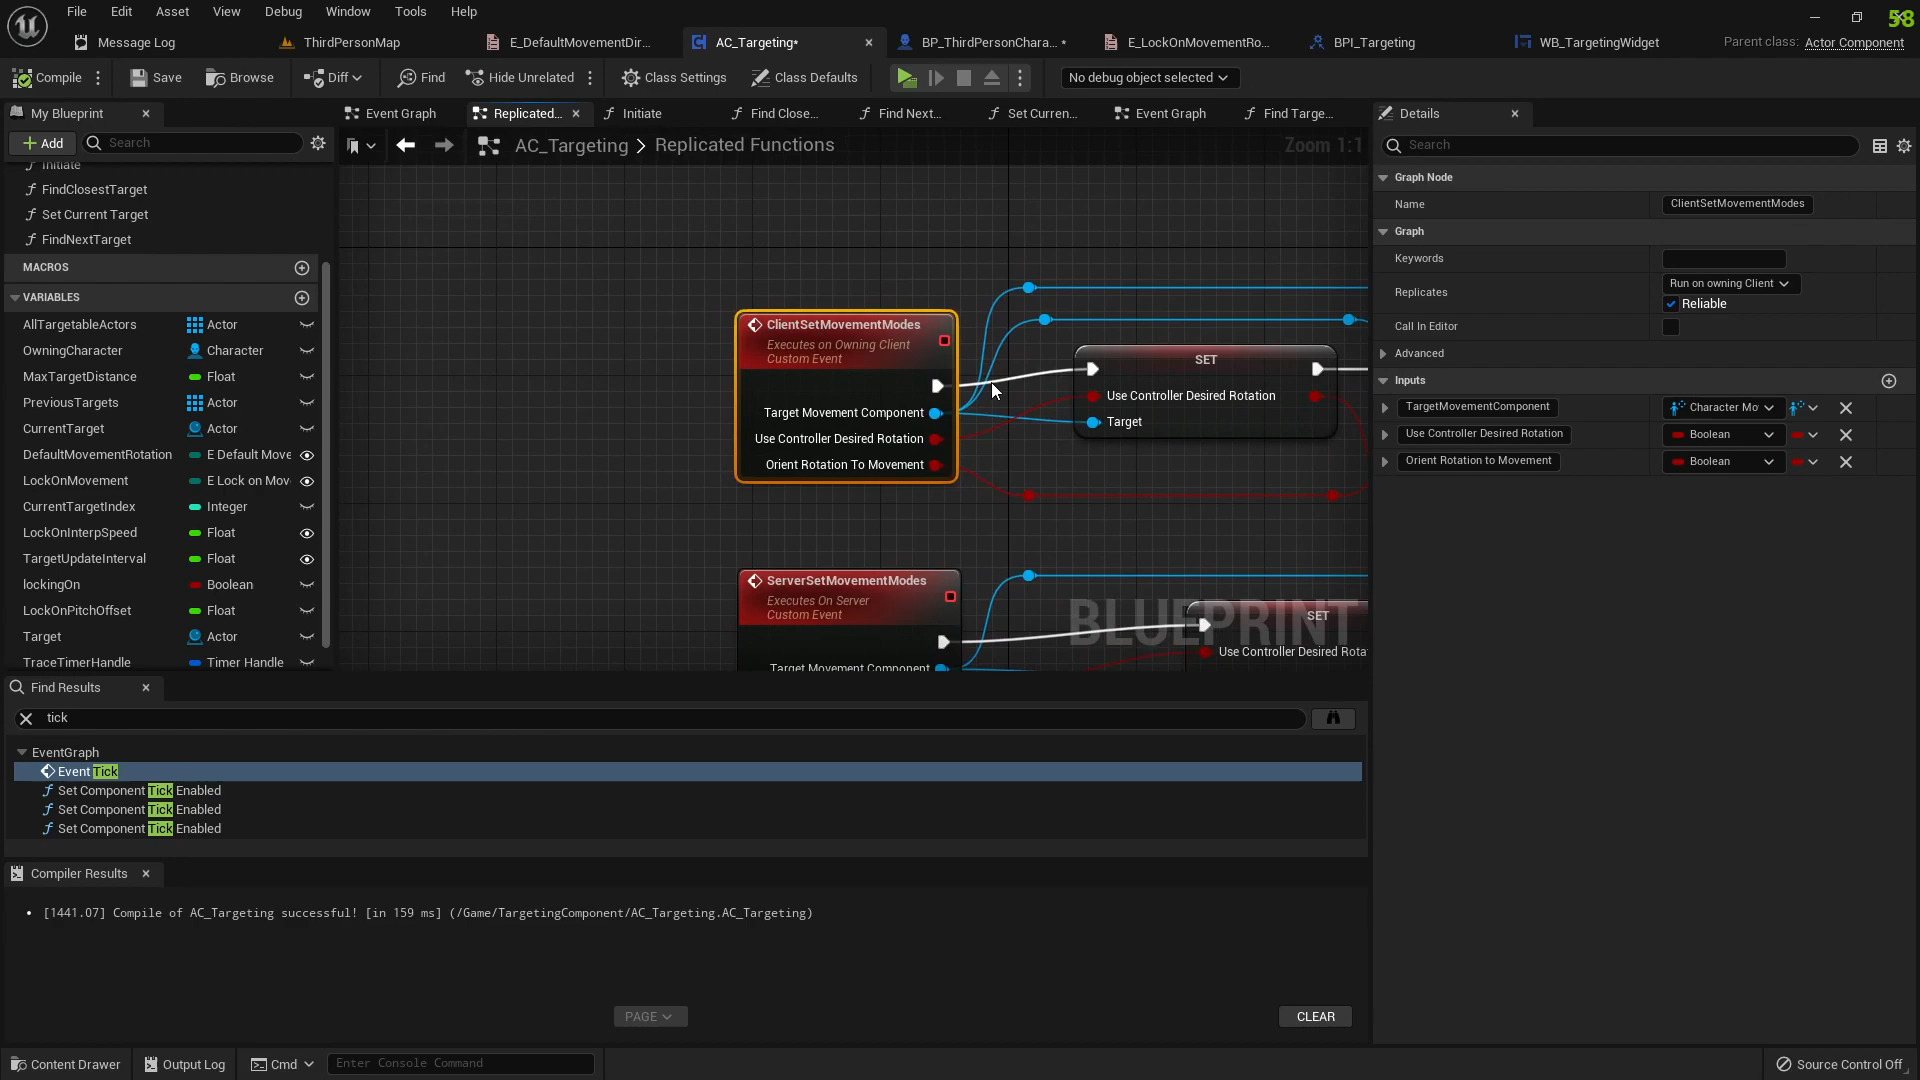 File Edit Asset View Debug Window Tools Help
58
Message Log ThirdPersonMap E_DefaultMovementDir... AC_Targeting* BP_ThirdPersonChara... * E_LockOnMovementRo... BPI_Targeting WB_TargetingWidget Parent class: Actor Component
Compile Save Browse Diff Find Hide Unrelated Class Settings Class Defaults No debug object selected
My Blueprint Event Graph Replicated... Initiate Find Close... Find Next... Set Curren... Event Graph Find Targe... Details
Add Search AC_Targeting > Replicated Functions Zoom 1:1 Search
Initiate
FindClosestTarget
Set Current Target
FindNextTarget
MACROS
VARIABLES
AllTargetableActors Actor
OwningCharacter Character
MaxTargetDistance Float
PreviousTargets Actor
CurrentTarget Actor
DefaultMovementRotation E Default Move
LockOnMovement E Lock on Mov
CurrentTargetIndex Integer
LockOnInterpSpeed Float
TargetUpdateInterval Float
lockingOn Boolean
LockOnPitchOffset Float
Target Actor
TraceTimerHandle Timer Handle
ClientSetMovementModes
Executes on Owning Client
Custom Event
Target Movement Component
Use Controller Desired Rotation
Orient Rotation To Movement
SET
Use Controller Desired Rotation
Target
ServerSetMovementModes
Executes On Server
Custom Event
Target Movement Component
BLUEPRINT
SET
Use Controller Desired Rota
Graph Node
Name ClientSetMovementModes
Graph
Keywords
Replicates Run on owning Client
Reliable
Call In Editor
Advanced
Inputs
TargetMovementComponent Character Mo
Use Controller Desired Rotation Boolean
Orient Rotation to Movement Boolean
Find Results
tick
EventGraph
Event Tick
Set Component Tick Enabled
Set Component Tick Enabled
Set Component Tick Enabled
Compiler Results
• [1441.07] Compile of AC_Targeting successful! [in 159 ms] (/Game/TargetingComponent/AC_Targeting.AC_Targeting)
PAGE CLEAR
Content Drawer Output Log Cmd Enter Console Command Source Control Off